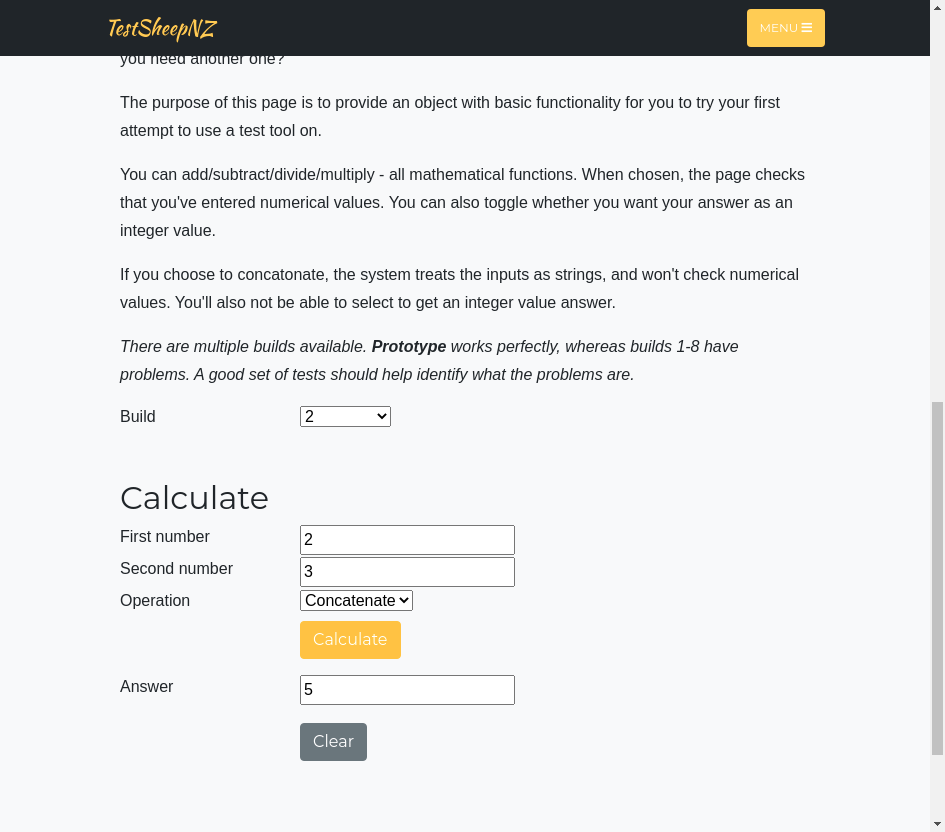 TestSheepNZ
MENU
you need another one?
The purpose of this page is to provide an object with basic functionality for you to try your first
attempt to use a test tool on.
You can add/subtract/divide/multiply - all mathematical functions. When chosen, the page checks
that you've entered numerical values. You can also toggle whether you want your answer as an
integer value.
If you choose to concatonate, the system treats the inputs as strings, and won't check numerical
values. You'll also not be able to select to get an integer value answer.
There are multiple builds available. Prototype works perfectly, whereas builds 1-8 have
problems. A good set of tests should help identify what the problems are.
Build 2
Calculate
First number 2
Second number 3
Operation Concatenate
Calculate
Answer 5
Clear